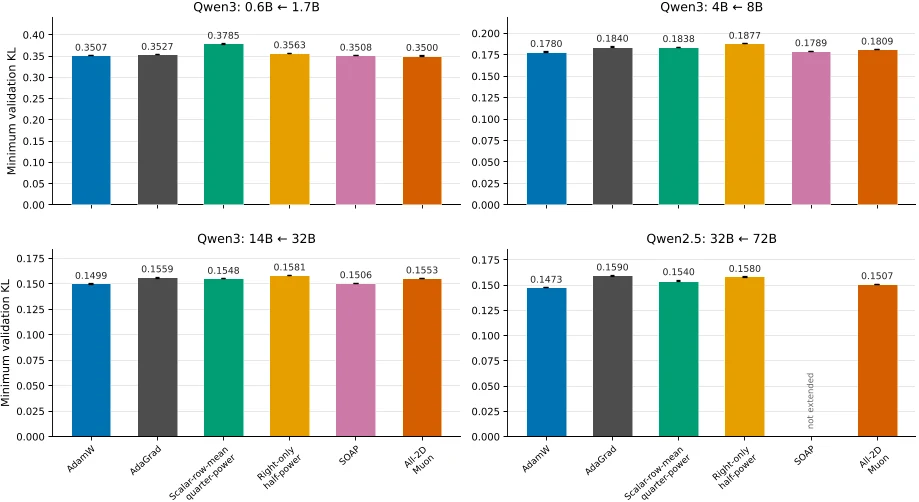 Qwen3: 0.6B ← 1.7B
Minimum validation KL
0.40
0.35
0.30
0.25
0.20
0.15
0.10
0.05
0.00
0.3507
0.3527
0.3785
0.3563
0.3508
0.3500
Qwen3: 4B ← 8B
0.200
0.175
0.150
0.125
0.100
0.075
0.050
0.025
0.000
0.1780
0.1840
0.1838
0.1877
0.1789
0.1809
Qwen3: 14B ← 32B
Minimum validation KL
0.175
0.150
0.125
0.100
0.075
0.050
0.025
0.000
0.1499
0.1559
0.1548
0.1581
0.1506
0.1553
AdamW
AdaGrad
Scalar-row-mean
quarter-power
Right-only
half-power
SOAP
All-2D
Muon
Qwen2.5: 32B ← 72B
0.175
0.150
0.125
0.100
0.075
0.050
0.025
0.000
0.1473
0.1590
0.1540
0.1580
not extended
0.1507
AdamW
AdaGrad
Scalar-row-mean
quarter-power
Right-only
half-power
SOAP
All-2D
Muon